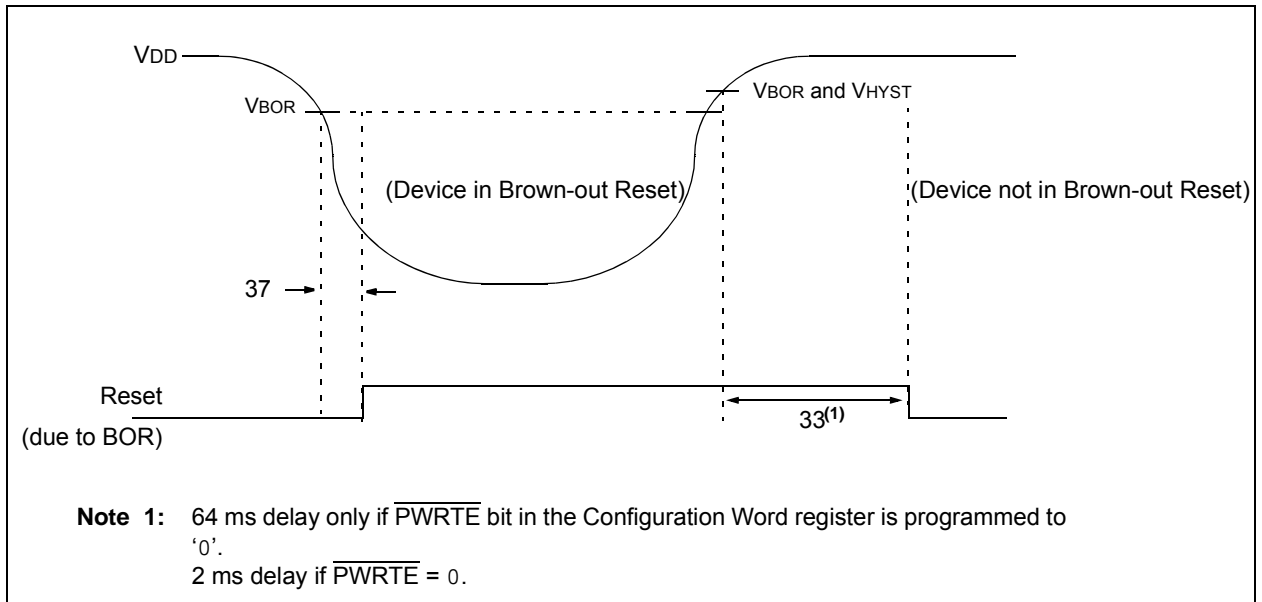 VDD
VBOR and VHYST
VBOR
(Device in Brown-out Reset)
(Device not in Brown-out Reset)
37
Reset
33(1)
(due to BOR)
Note 1: 64 ms delay only if PWRTE bit in the Configuration Word register is programmed to
‘0’.
2 ms delay if PWRTE = 0.